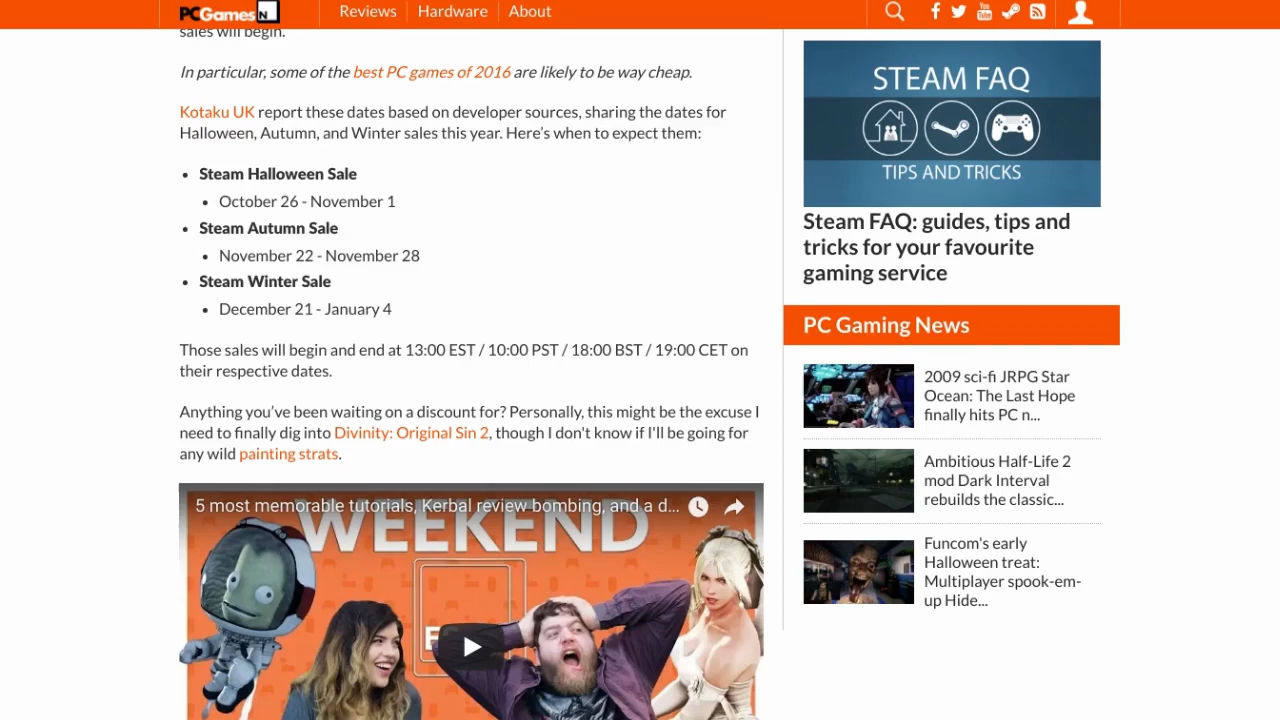 PCGamesN
Reviews
Hardware
About
sales will begin.
In particular, some of the best PC games of 2016 are likely to be way cheap.
Kotaku UK report these dates based on developer sources, sharing the dates for
Halloween, Autumn, and Winter sales this year. Here's when to expect them:
• Steam Halloween Sale
• October 26 - November 1
• Steam Autumn Sale
• November 22 - November 28
• Steam Winter Sale
• December 21 - January 4
Those sales will begin and end at 13:00 EST / 10:00 PST / 18:00 BST / 19:00 CET on
their respective dates.
Anything you've been waiting on a discount for? Personally, this might be the excuse I
need to finally dig into Divinity: Original Sin 2, though I don't know if I'll be going for
any wild painting strats.
5 most memorable tutorials, Kerbal review bombing, and a d...
WEEKEND
STEAM FAQ
TIPS AND TRICKS
Steam FAQ: guides, tips and
tricks for your favourite
gaming service
PC Gaming News
2009 sci-fi JRPG Star
Ocean: The Last Hope
finally hits PC n...
Ambitious Half-Life 2
mod Dark Interval
rebuilds the classic...
Funcom's early
Halloween treat:
Multiplayer spook-em-
up Hide...